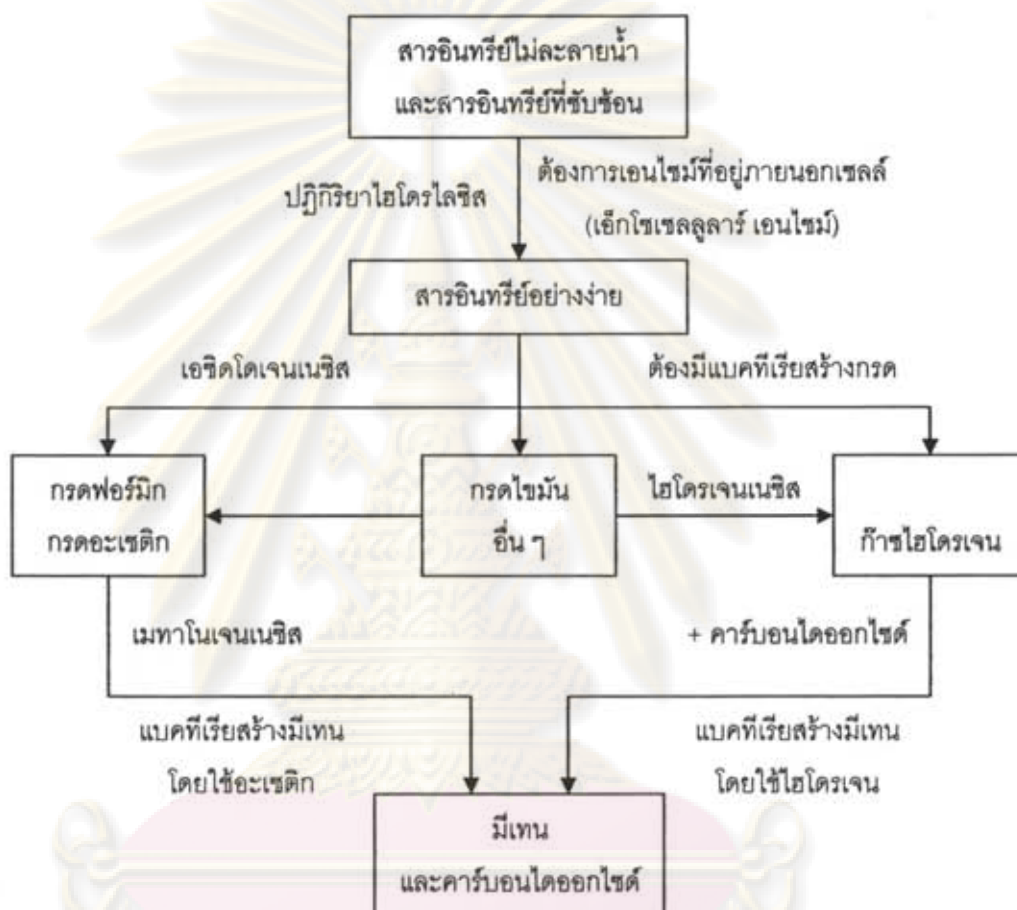 สารอินทรีย์ไม่ละลายน้ำ
และสารอินทรีย์ที่ซับซ้อน
ปฏิกิริยาไฮโดรไลซิส
ต้องการเอนไซม์ที่อยู่ภายนอกเซลล์
(เอ็กโซเซลลูลาร์ เอนไซม์)
สารอินทรีย์อย่างง่าย
เอซิดโดเจนเนซิส
ต้องมีแบคทีเรียสร้างกรด
กรดฟอร์มิก
กรดอะเซติก
กรดไขมัน
อื่น ๆ
ไฮโดรเจนเนซิส
ก๊าซไฮโดรเจน
เมทาโนเจนเนซิส
+ คาร์บอนไดออกไซด์
แบคทีเรียสร้างมีเทน
โดยใช้อะเซติก
แบคทีเรียสร้างมีเทน
โดยใช้ไฮโดรเจน
มีเทน
และคาร์บอนไดออกไซด์